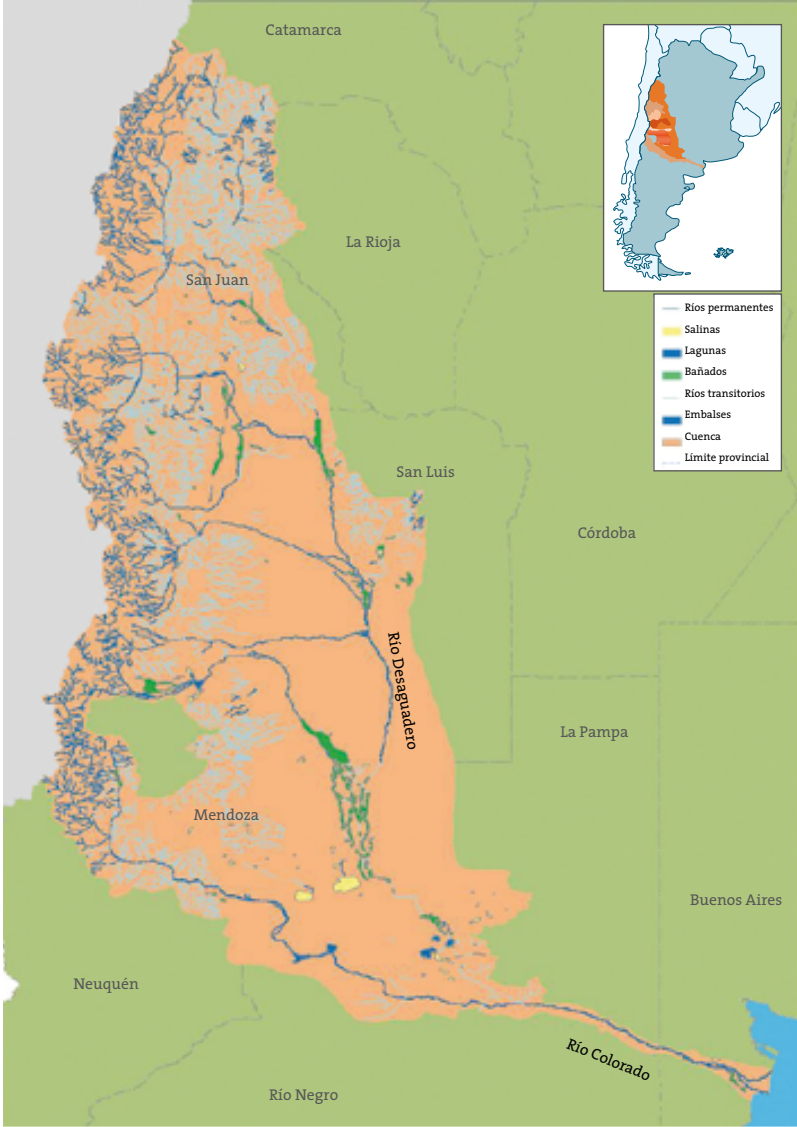 Catamarca
La Rioja
San Juan
Ríos permanentes
Salinas
Lagunas
Bañados
Ríos transitorios
Embalses
Cuenca
Límite provincial
San Luis
Córdoba
Río Desaguadero
La Pampa
Mendoza
Buenos Aires
Neuquén
Río Colorado
Río Negro